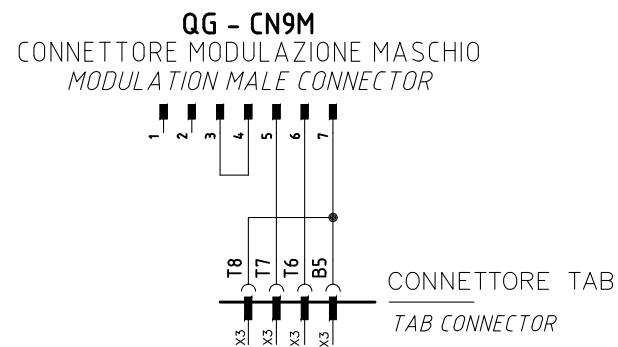 QG - CN9M
CONNETTORE MODULAZIONE MASCHIO
MODULATION MALE CONNECTOR
1 2 3 4 5 6 7
T8 T7 T6 B5
CONNETTORE TAB
TAB CONNECTOR
X3 X3 X3 X3